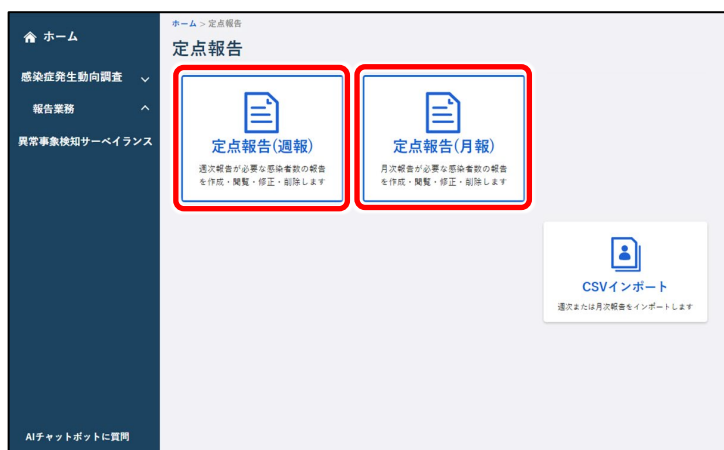 ホーム > 定点報告
ホーム
定点報告
感染症発生動向調査
報告業務
異常事象検知サーベイランス
定点報告(週報)
週次報告が必要な感染者数の報告
を作成・閲覧・修正・削除します
定点報告(月報)
月次報告が必要な感染者数の報告
を作成・閲覧・修正・削除します
CSVインポート
週次または月次報告をインポートします
AIチャットボットに質問